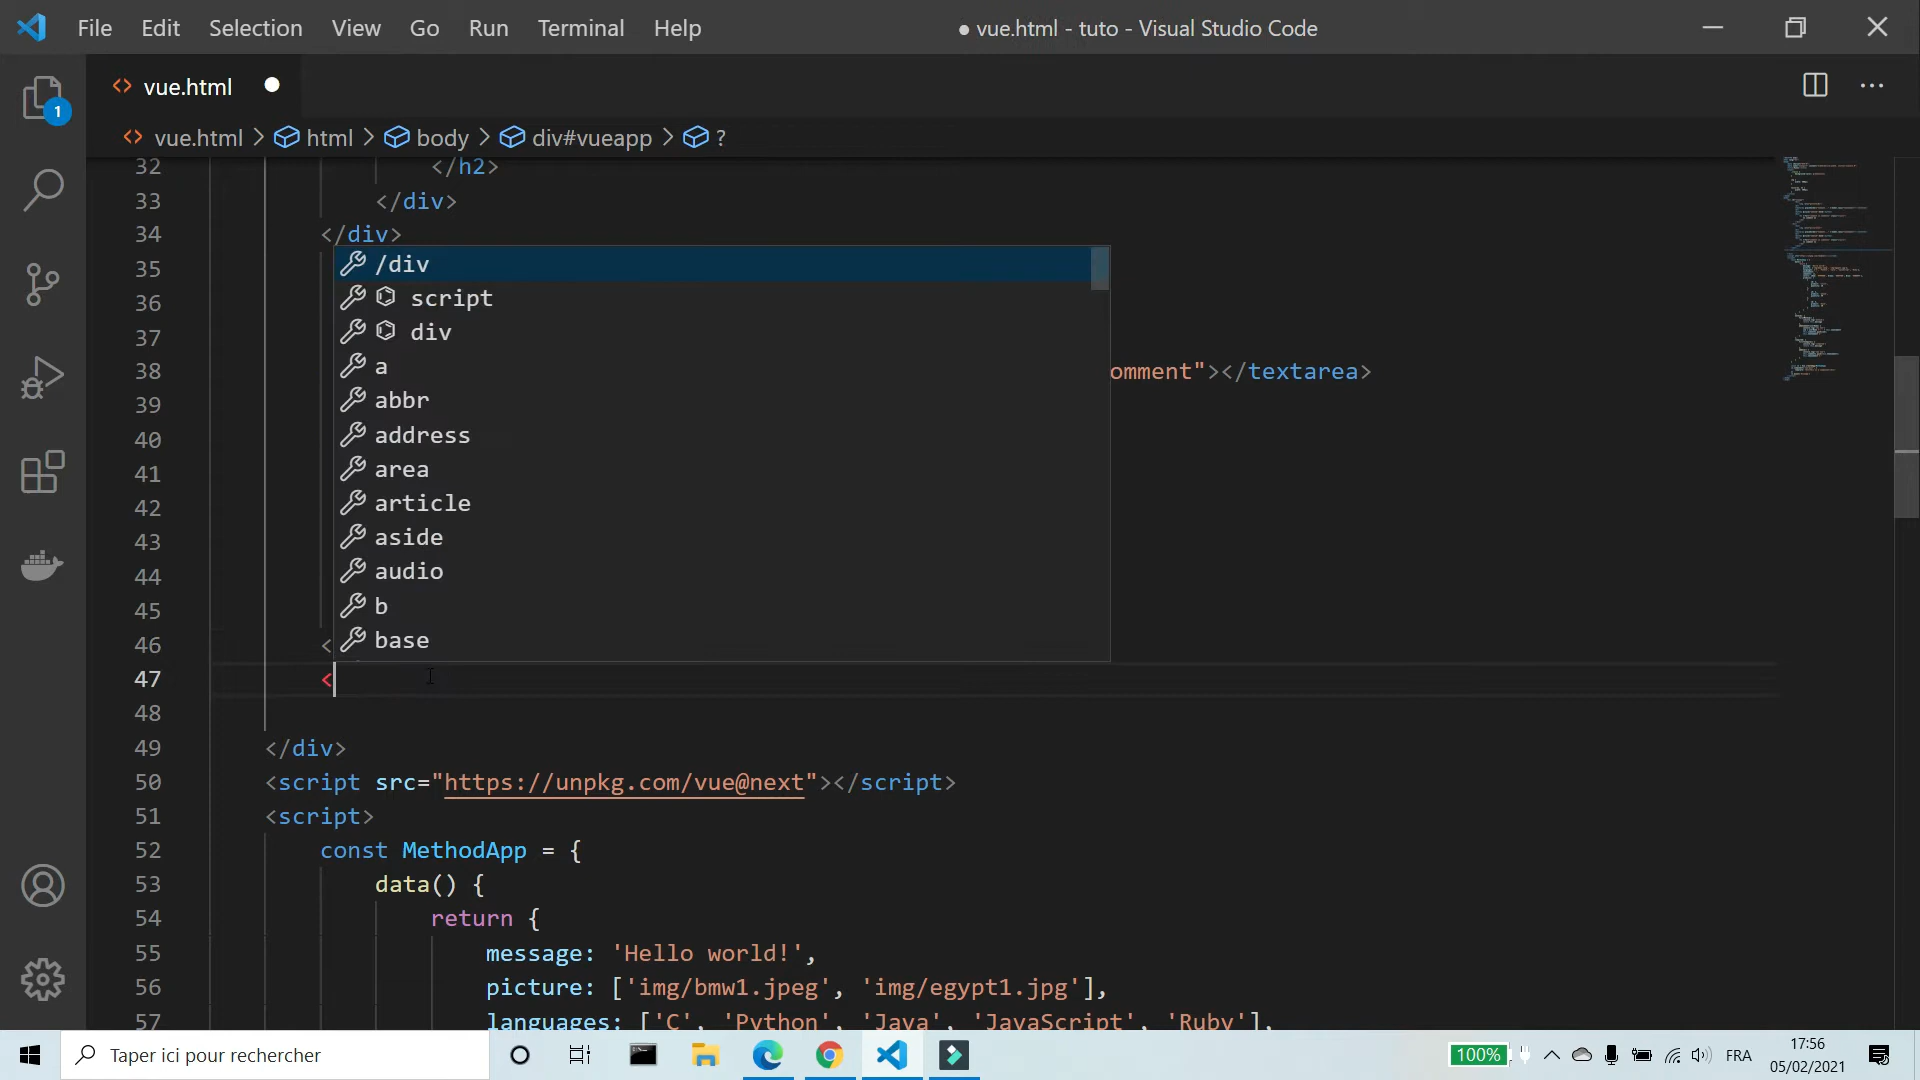 File Edit Selection View Go Run Terminal Help
● vue.html - tuto - Visual Studio Code
1
vue.html
vue.html > html > body > div#vueapp > ?
32 </h2>
33 </div>
34 </div>
35
36
37
38 omment"></textarea>
39
40
41
42
43
44
45
46 <
47 <
48
49 </div>
50 <script src="https://unpkg.com/vue@next"></script>
51 <script>
52 const MethodApp = {
53 data() {
54 return {
55 message: 'Hello world!',
56 picture: ['img/bmw1.jpeg', 'img/egypt1.jpg'],
57 languages: ['C', 'Python', 'Java', 'JavaScript', 'Ruby'],
/div
script
div
a
abbr
address
area
article
aside
audio
b
base
Taper ici pour rechercher
100%
FRA
17:56
05/02/2021